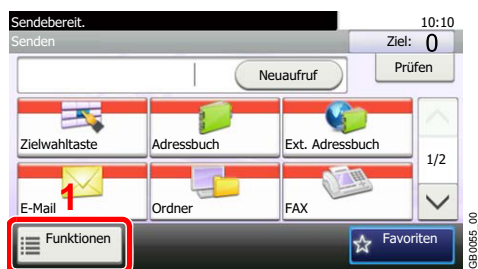 Sendebereit. 10:10
Senden Ziel: 0
Neuaufruf Prüfen
Zielwahltaste Adressbuch Ext. Adressbuch
1/2
E-Mail 1 Ordner FAX
Funktionen Favoriten
GB0055_00